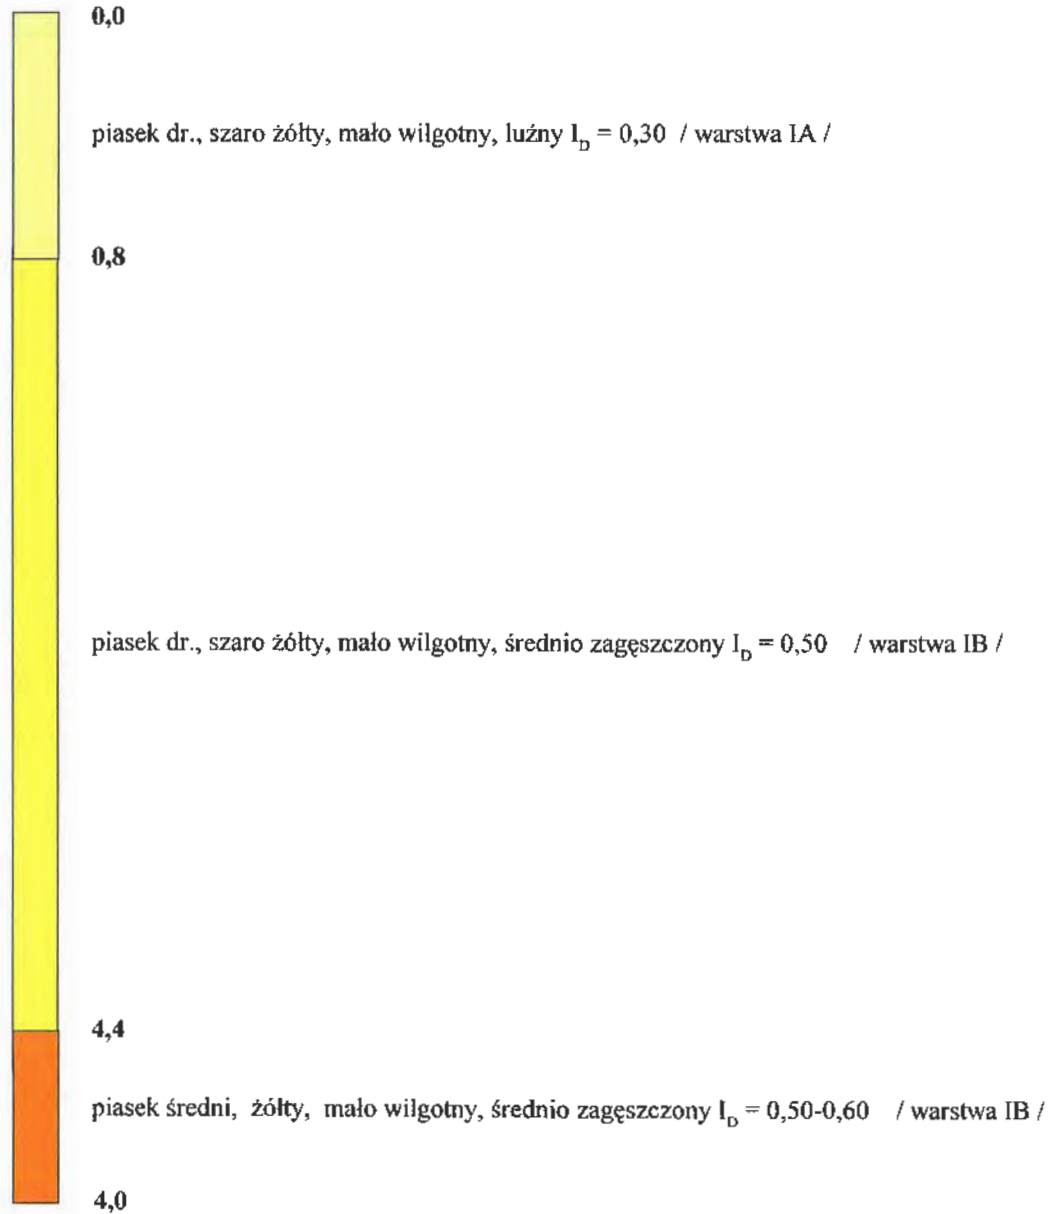 0,0
piasek dr., szaro żółty, mało wilgotny, luźny I_D = 0,30 / warstwa IA /
0,8
piasek dr., szaro żółty, mało wilgotny, średnio zagęszczony I_D = 0,50 / warstwa IB /
4,4
piasek średni, żółty, mało wilgotny, średnio zagęszczony I_D = 0,50-0,60 / warstwa IB /
4,0